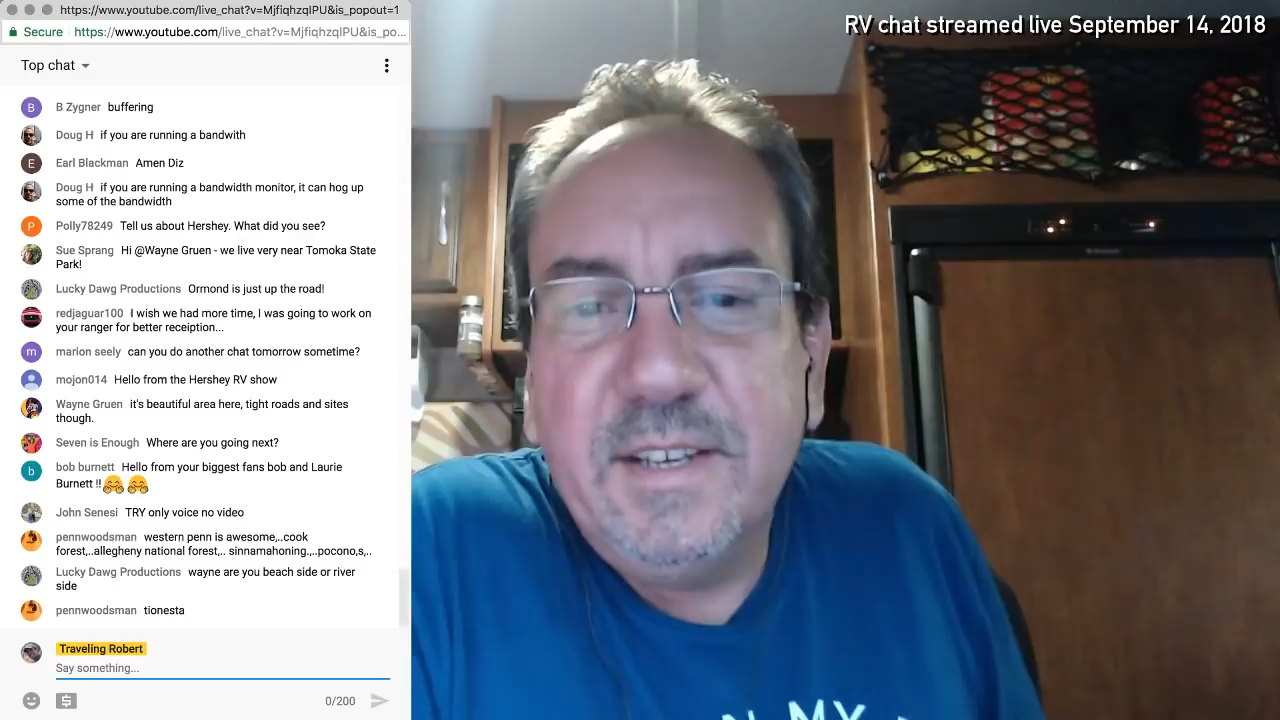 https://www.youtube.com/live_chat?v=MjfiqhzqIPU&is_popout=1
RV chat streamed live September 14, 2018
Secure https://www.youtube.com/live_chat?v=MjfiqhzqIPU&is_po...
Top chat
B B Zygner buffering
Doug H if you are running a bandwith
E Earl Blackman Amen Diz
Doug H if you are running a bandwidth monitor, it can hog up
some of the bandwidth
P Polly78249 Tell us about Hershey. What did you see?
Sue Sprang Hi @Wayne Gruen - we live very near Tomoka State
Park!
Lucky Dawg Productions Ormond is just up the road!
redjaguar100 I wish we had more time, I was going to work on
your ranger for better receiption...
m marion seely can you do another chat tomorrow sometime?
mojon014 Hello from the Hershey RV show
Wayne Gruen it's beautiful area here, tight roads and sites
though.
Seven is Enough Where are you going next?
b bob burnett Hello from your biggest fans bob and Laurie
Burnett !!
John Senesi TRY only voice no video
pennwoodsman western penn is awesome,..cook
forest,..allegheny national forest,.. sinnamahoning.,..pocono,s,..
Lucky Dawg Productions wayne are you beach side or river
side
pennwoodsman tionesta
Traveling Robert
Say something...
0/200
N MY